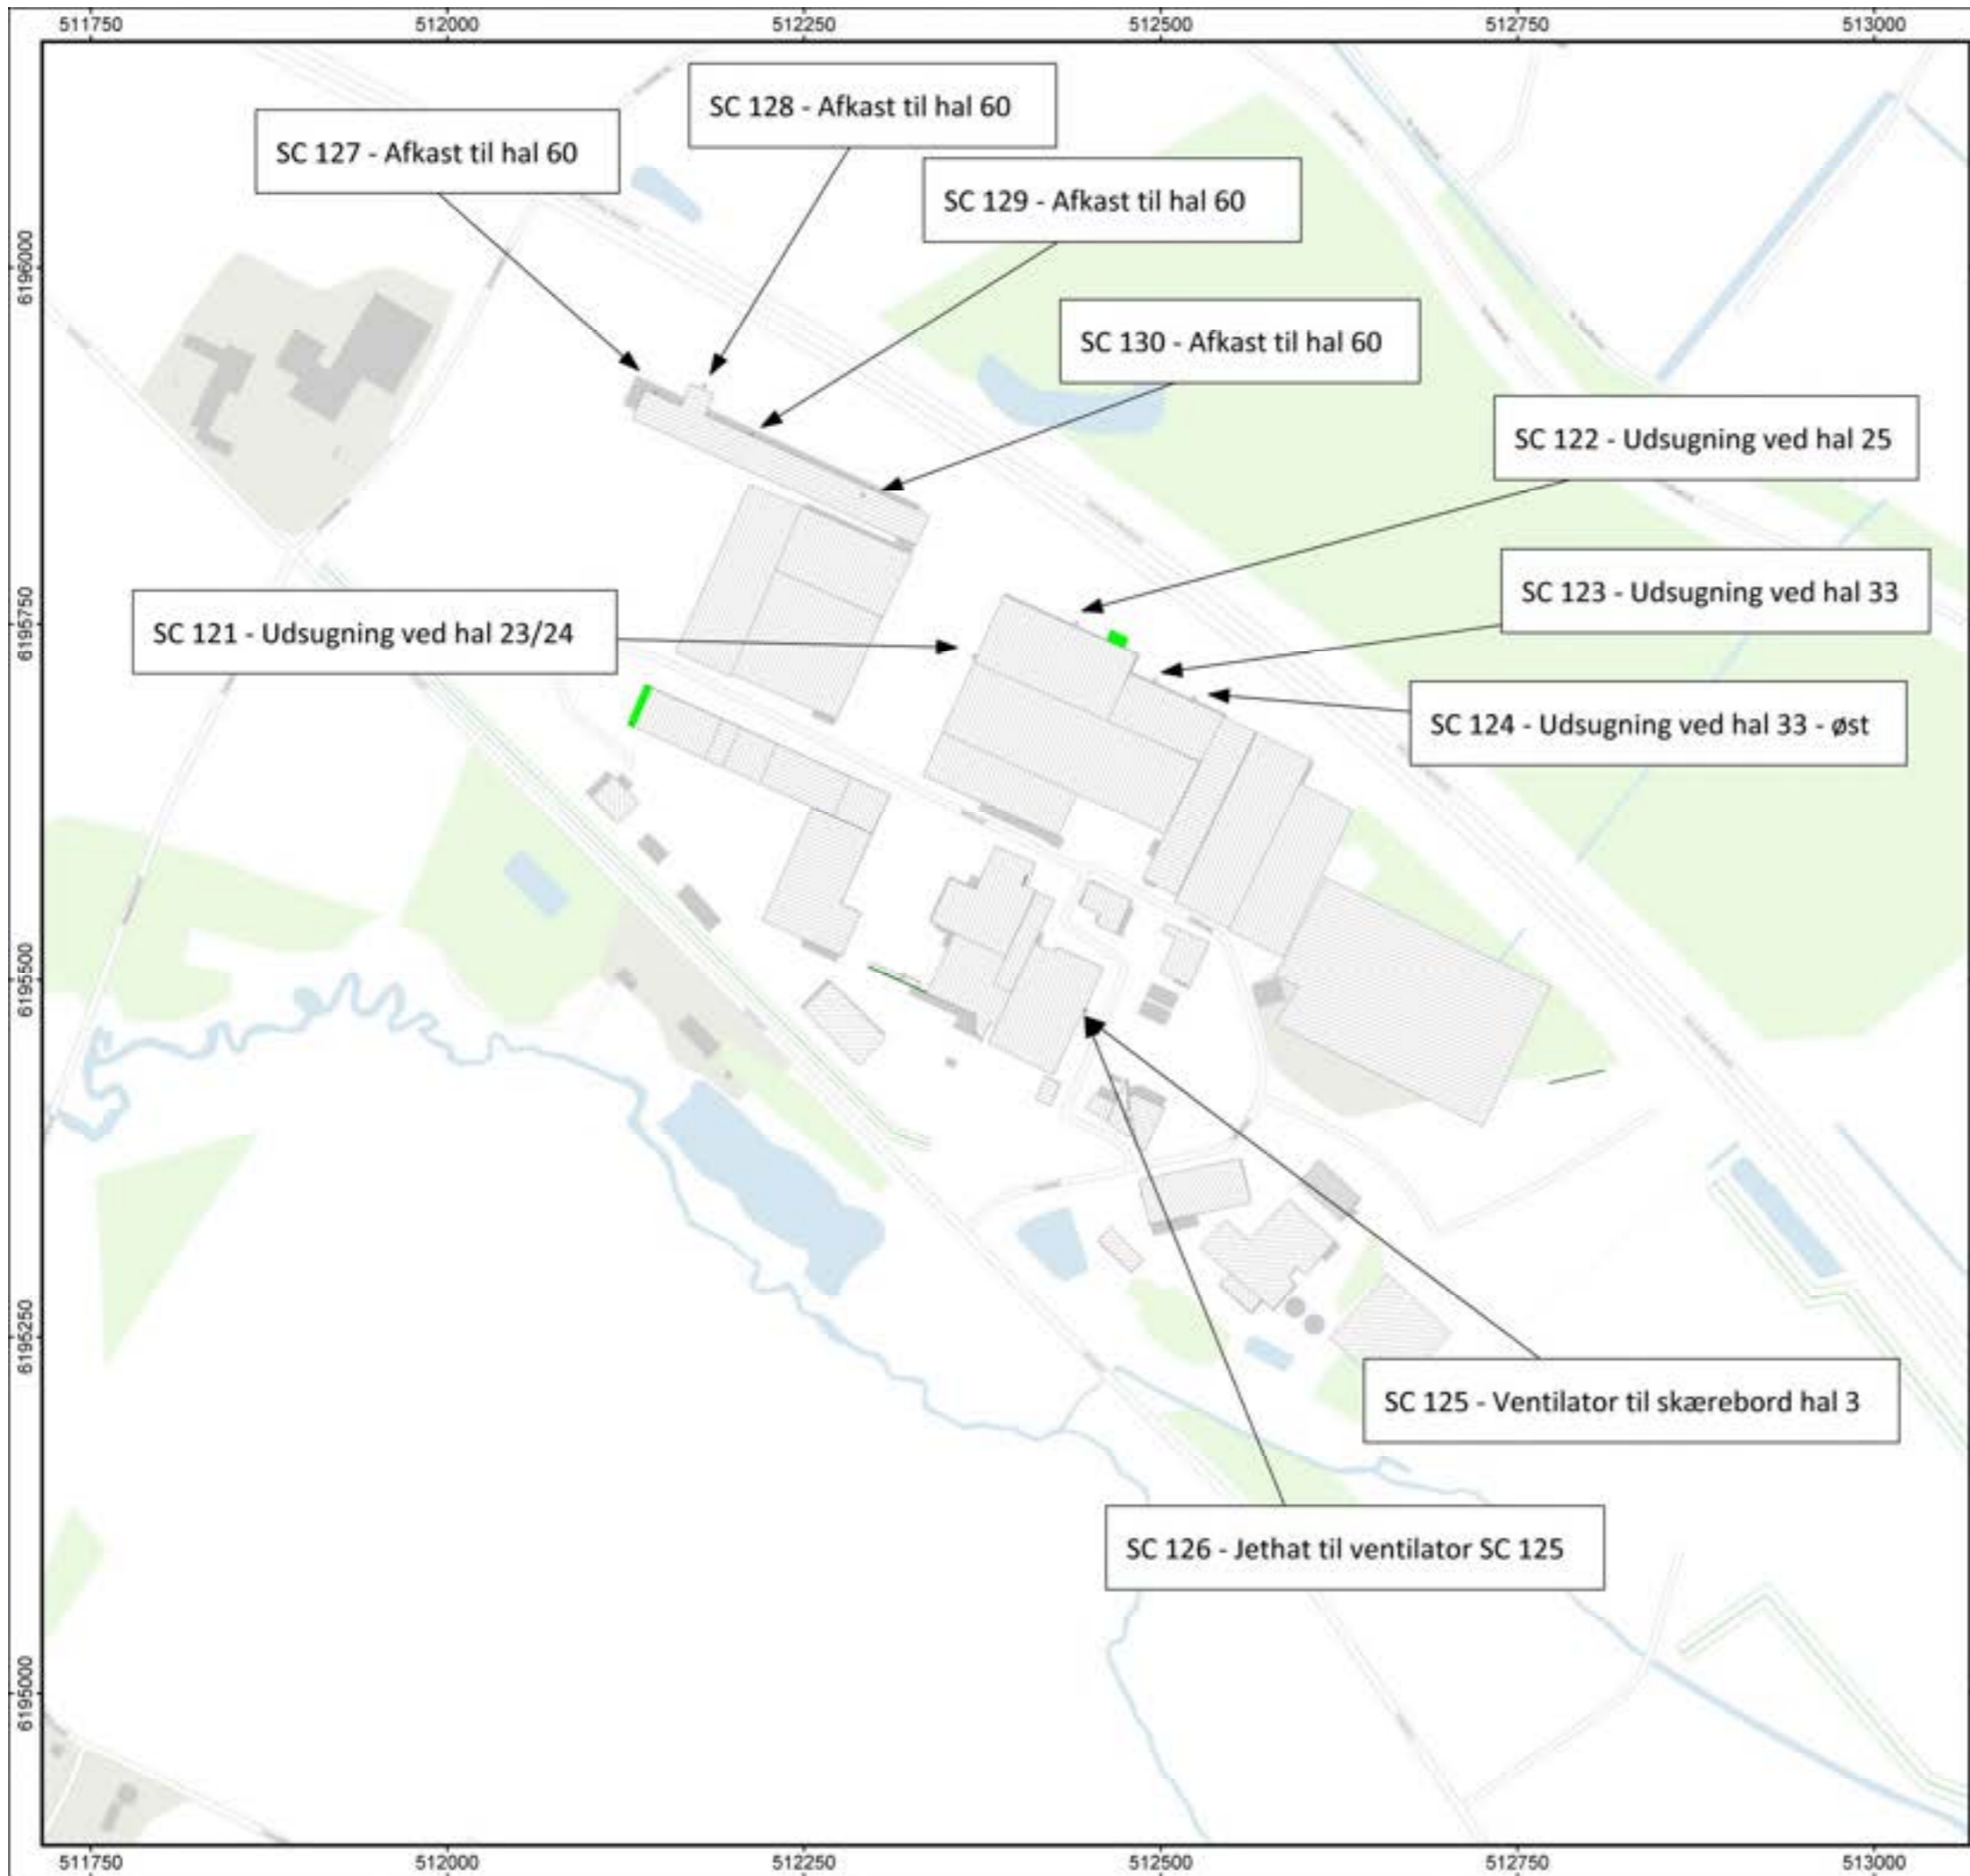 511750 512000 512250 512500 512750 513000
SC 128 - Afkast til hal 60
SC 127 - Afkast til hal 60
SC 129 - Afkast til hal 60
6196000
SC 130 - Afkast til hal 60
SC 122 - Udsugning ved hal 25
SC 123 - Udsugning ved hal 33
6195750
SC 121 - Udsugning ved hal 23/24
SC 124 - Udsugning ved hal 33 - øst
6195500
6195250
SC 125 - Ventilator til skærebord hal 3
SC 126 - Jethat til ventilator SC 125
6195000
511750 512000 512250 512500 512750 513000